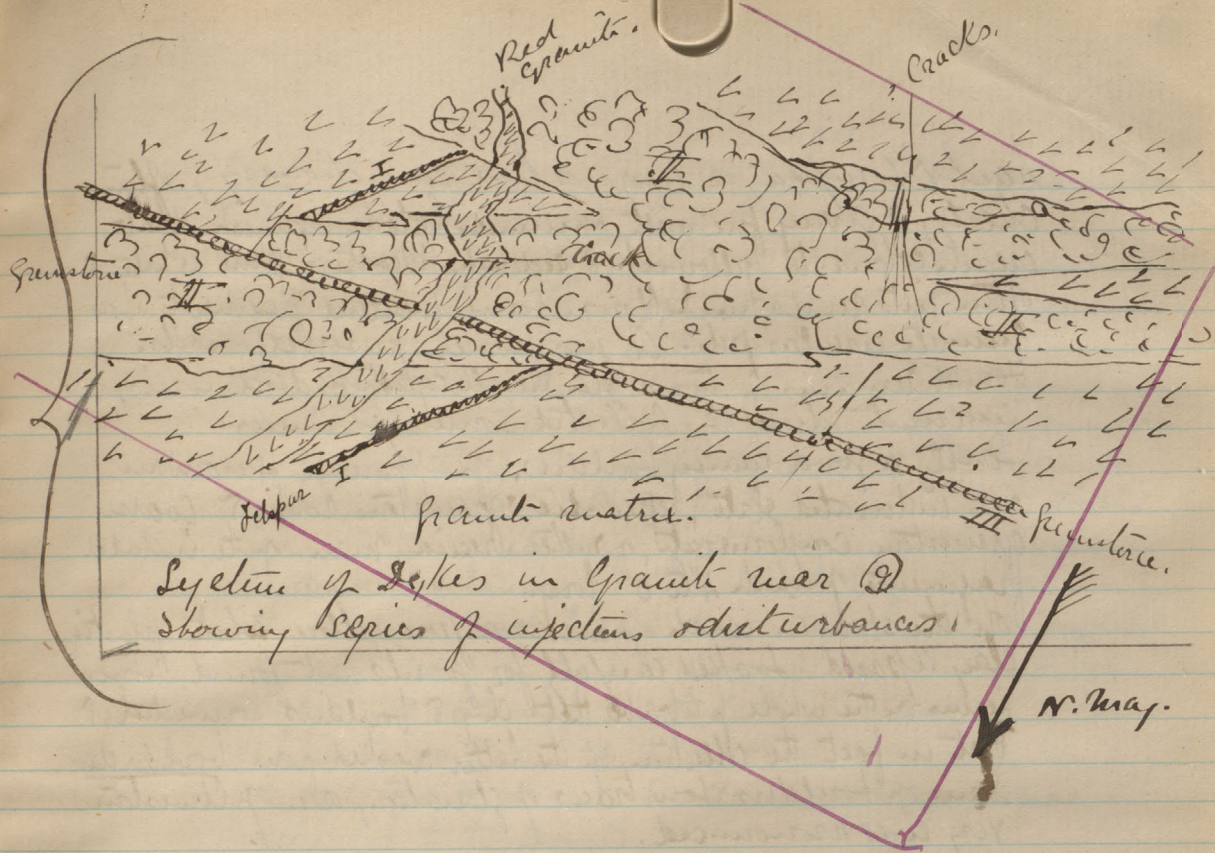 Red
Granite.
Cracks.
I
II
Greenstone
II
Crack
II
I
Felspar
Granite matrix.
III
Greenstone.
System of Dykes in Granite near 9
Showing Series of injections & disturbances.
N. Mag.